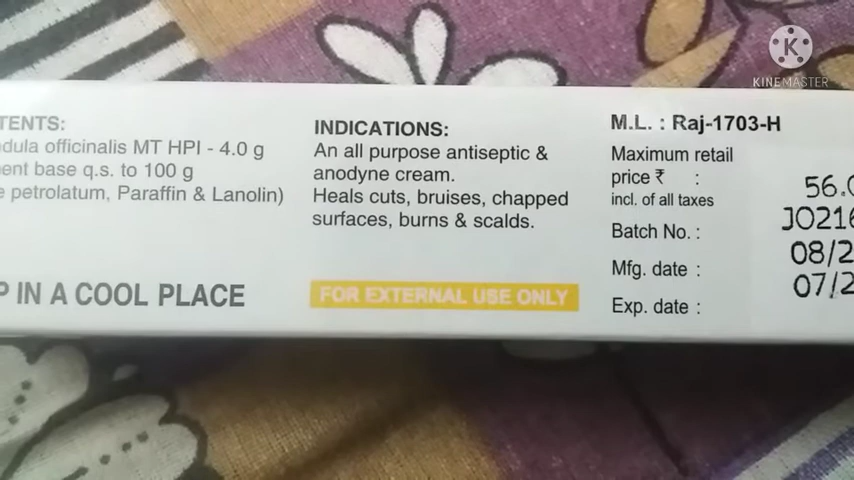 TENTS:
dula officinalis MT HPI - 4.0 g
ent base q.s. to 100 g
e petrolatum, Paraffin & Lanolin)
P IN A COOL PLACE
INDICATIONS:
An all purpose antiseptic &
anodyne cream.
Heals cuts, bruises, chapped
surfaces, burns & scalds.
FOR EXTERNAL USE ONLY
M.L. : Raj-1703-H
Maximum retail
price ₹ : 56.0
incl. of all taxes
Batch No. : JO216
Mfg. date : 08/2
Exp. date : 07/2
KINEMASTER